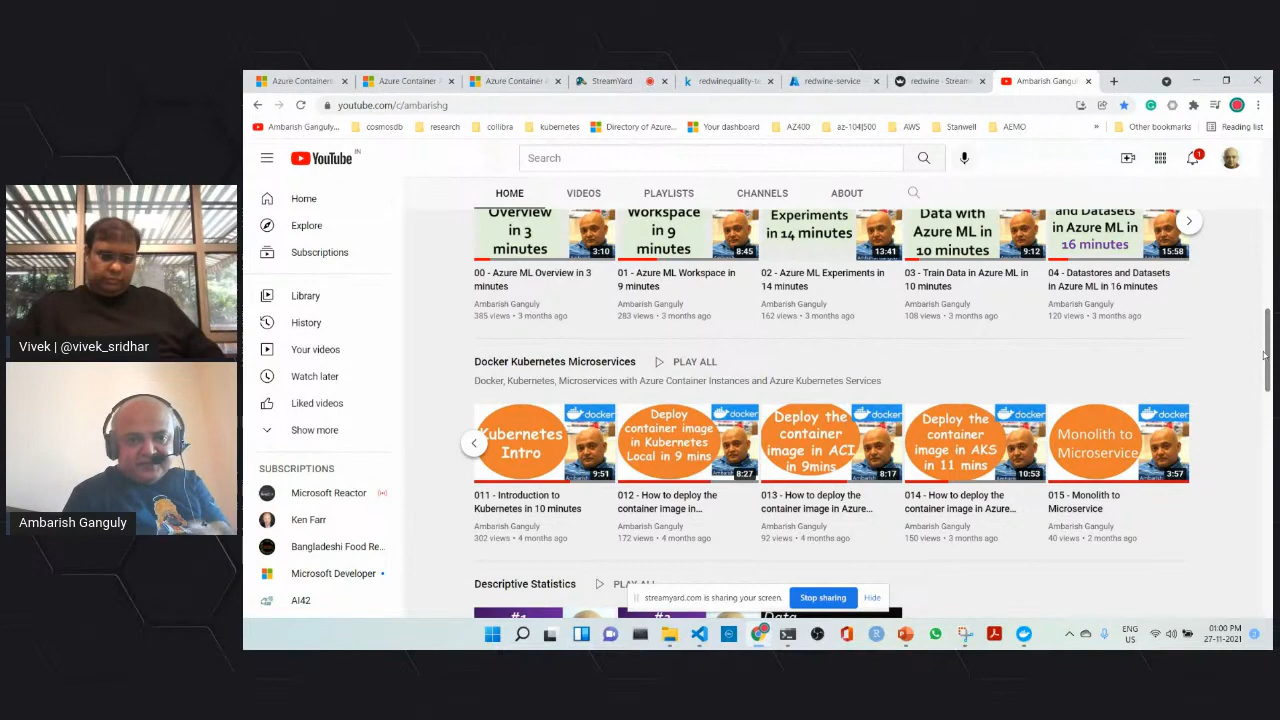 Azure Container
Azure Container A
Azure Container A
StreamYard
redwinequality-te
redwine-service
redwine - Stream
Ambarish Gangu
youtube.com/c/ambarishg
Ambarish Ganguly...
cosmosdb
research
collibra
kubernetes
Directory of Azure...
Your dashboard
AZ400
az-104|500
AWS
Stanwell
AEMO
»
Other bookmarks
Reading list
YouTube IN
Search
1
HOME
VIDEOS
PLAYLISTS
CHANNELS
ABOUT
Home
Explore
Subscriptions
Library
History
Your videos
Watch later
Liked videos
Show more
SUBSCRIPTIONS
Microsoft Reactor
Ken Farr
Bangladeshi Food Re...
Microsoft Developer
AI42
Overview
in 3
minutes
3:10
Workspace
in 9
minutes
8:45
Experiments
in 14 minutes
13:41
Data with
Azure ML in
10 minutes
9:12
and Datasets
in Azure ML in
16 minutes
15:58
00 - Azure ML Overview in 3
minutes
Ambarish Ganguly
385 views • 3 months ago
01 - Azure ML Workspace in
9 minutes
Ambarish Ganguly
283 views • 3 months ago
02 - Azure ML Experiments in
14 minutes
Ambarish Ganguly
162 views • 3 months ago
03 - Train Data in Azure ML in
10 minutes
Ambarish Ganguly
108 views • 3 months ago
04 - Datastores and Datasets
in Azure ML in 16 minutes
Ambarish Ganguly
120 views • 3 months ago
Docker Kubernetes Microservices
PLAY ALL
Docker, Kubernetes, Microservices with Azure Container Instances and Azure Kubernetes Services
Kubernetes
Intro
docker
9:51
Deploy
container image
in Kubernetes
Local in 9 mins
docker
8:27
Deploy the
container
image in ACI
in 9mins
docker
8:17
Deploy the
container
image in AKS
in 11 mins
docker
10:53
Monolith to
Microservice
docker
3:57
011 - Introduction to
Kubernetes in 10 minutes
Ambarish Ganguly
302 views • 4 months ago
012 - How to deploy the
container image in...
Ambarish Ganguly
172 views • 4 months ago
013 - How to deploy the
container image in Azure...
Ambarish Ganguly
92 views • 4 months ago
014 - How to deploy the
container image in Azure...
Ambarish Ganguly
150 views • 3 months ago
015 - Monolith to
Microservice
Ambarish Ganguly
40 views • 2 months ago
Descriptive Statistics
PLAY ALL
#1
#2
Data
streamyard.com is sharing your screen.
Stop sharing
Hide
ENG
US
01:00 PM
27-11-2021
Vivek | @vivek_sridhar
Ambarish Ganguly